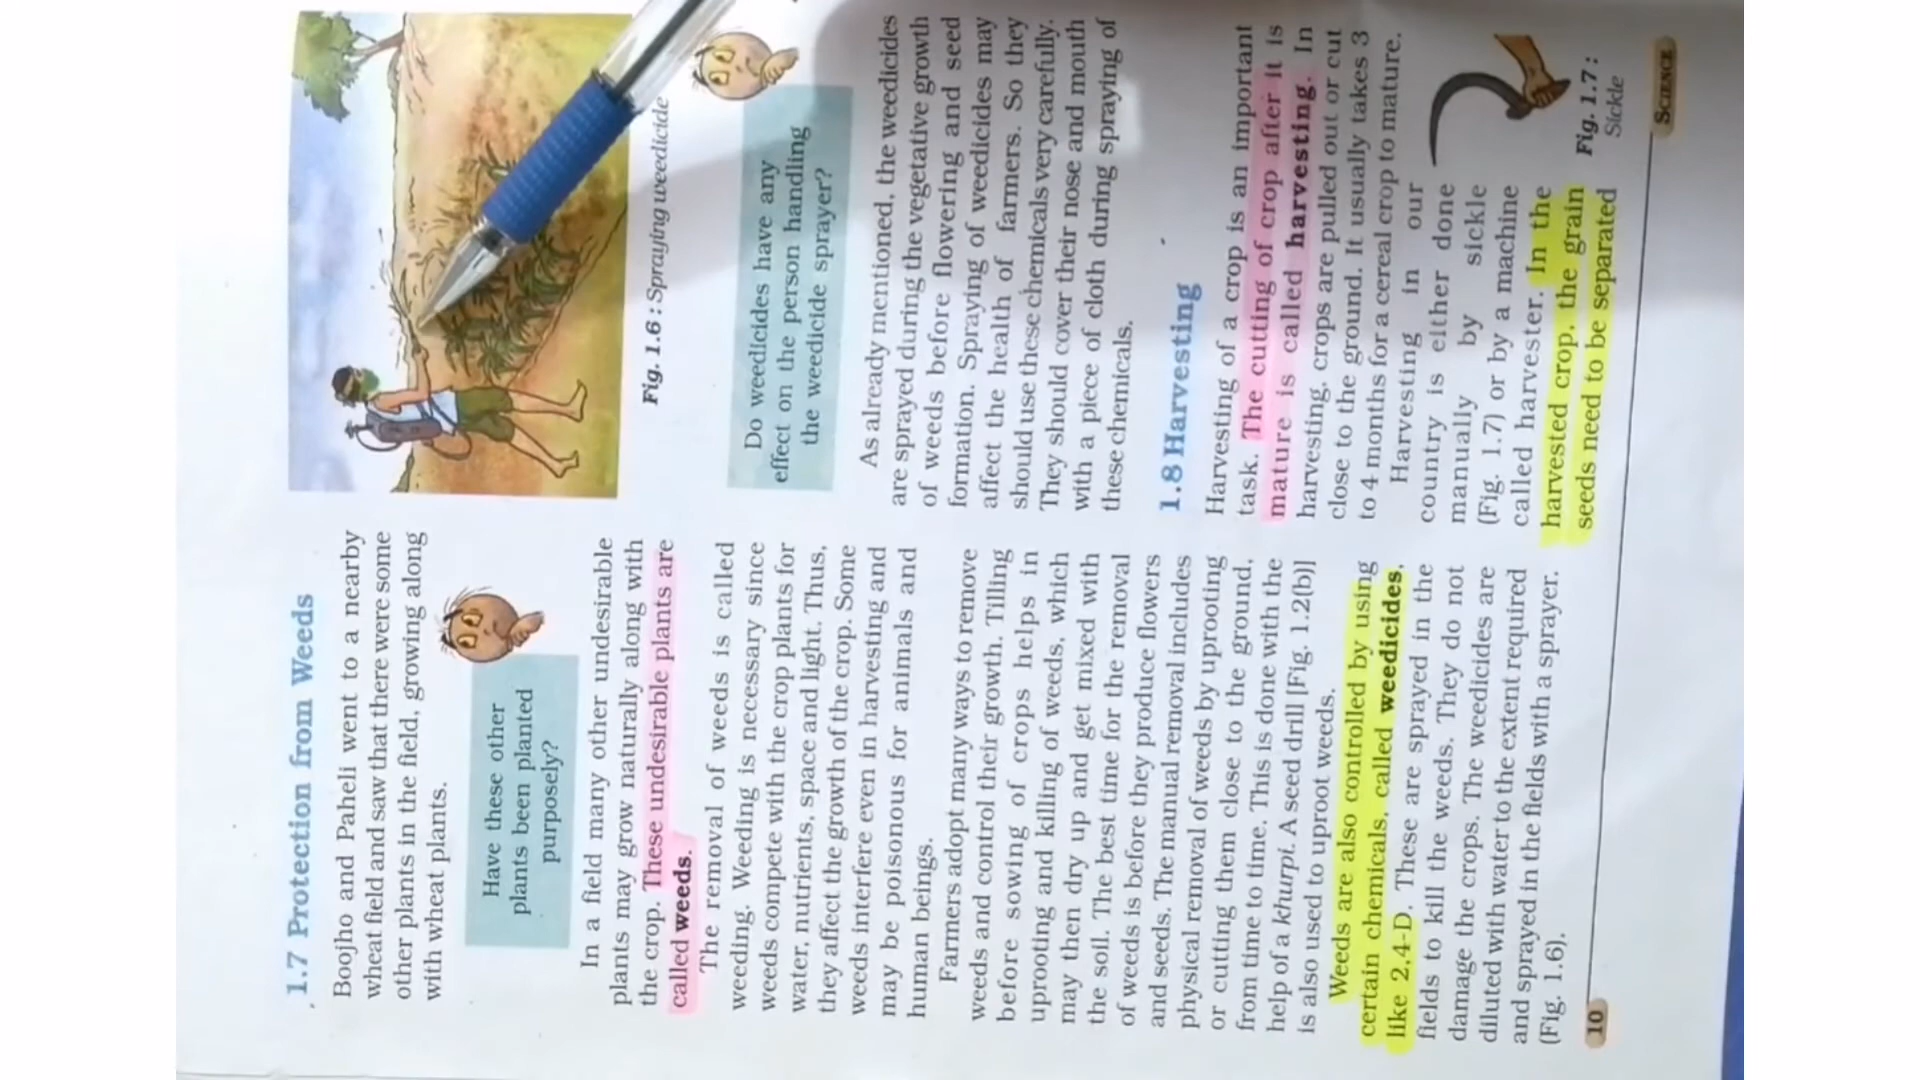 1.7 Protection from Weeds
Boojho and Paheli went to a nearby
wheat field and saw that there were some
other plants in the field, growing along
with wheat plants.
Have these other
plants been planted
purposely?
In a field many other undesirable
plants may grow naturally along with
the crop. These undesirable plants are
called weeds.
The removal of weeds is called
weeding. Weeding is necessary since
weeds compete with the crop plants for
water, nutrients, space and light. Thus,
they affect the growth of the crop. Some
weeds interfere even in harvesting and
may be poisonous for animals and
human beings.
Farmers adopt many ways to remove
weeds and control their growth. Tilling
before sowing of crops helps in
uprooting and killing of weeds, which
may then dry up and get mixed with
the soil. The best time for the removal
of weeds is before they produce flowers
and seeds. The manual removal includes
physical removal of weeds by uprooting
or cutting them close to the ground,
from time to time. This is done with the
help of a khurpi. A seed drill [Fig. 1.2(b)]
is also used to uproot weeds.
Weeds are also controlled by using
certain chemicals, called weedicides,
like 2,4-D. These are sprayed in the
fields to kill the weeds. They do not
damage the crops. The weedicides are
diluted with water to the extent required
and sprayed in the fields with a sprayer.
(Fig. 1.6).
10
Fig. 1.6 : Spraying weedicide
Do weedicides have any
effect on the person handling
the weedicide sprayer?
As already mentioned, the weedicides
are sprayed during the vegetative growth
of weeds before flowering and seed
formation. Spraying of weedicides may
affect the health of farmers. So they
should use these chemicals very carefully.
They should cover their nose and mouth
with a piece of cloth during spraying of
these chemicals.
1.8 Harvesting
Harvesting of a crop is an important
task. The cutting of crop after it is
mature is called harvesting. In
harvesting, crops are pulled out or cut
close to the ground. It usually takes 3
to 4 months for a cereal crop to mature.
Harvesting in our
country is either done
manually by sickle
(Fig. 1.7) or by a machine
called harvester. In the
harvested crop, the grain
seeds need to be separated
Fig. 1.7 :
Sickle
SCIENCE